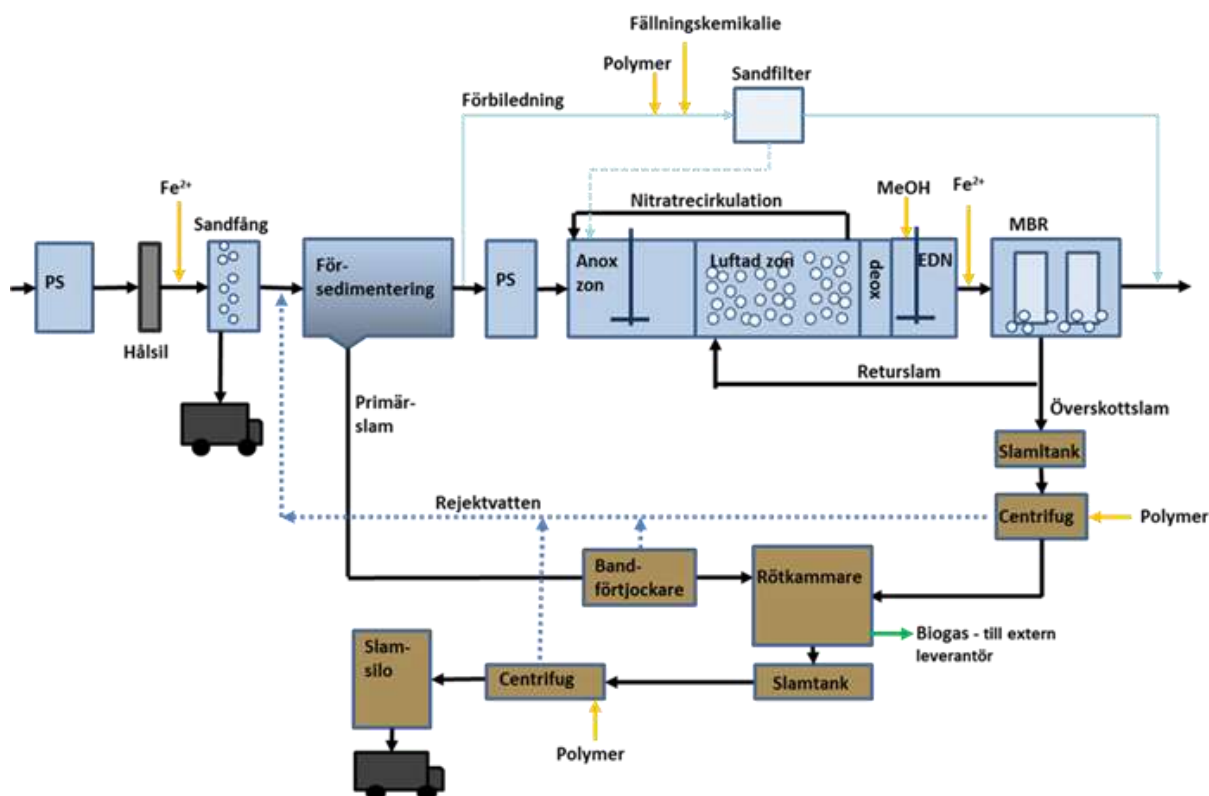 Fällningskemikalie
Polymer
Sandfilter
Förbiledning
Fe²⁺
MeOH
Fe²⁺
Nitratrecirkulation
Sandfång
MBR
PS
För-
sedimentering
PS
Anox
zon
Luftad zon
deox
EDN
Hålsil
Returslam
Primär-
slam
Överskottslam
Slamltank
Rejektvatten
Centrifug
Polymer
Band-
förtjockare
Rötkammare
Biogas - till extern
leverantör
Slam-
silo
Centrifug
Slamtank
Polymer